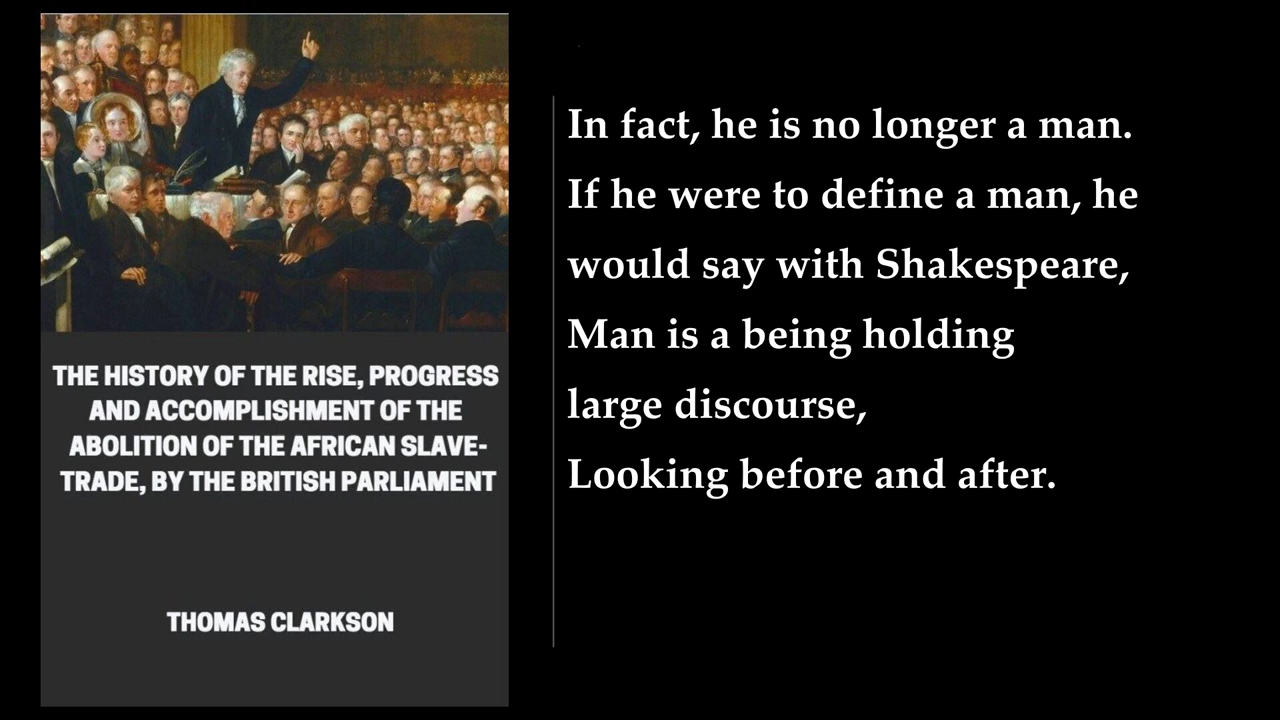 THE HISTORY OF THE RISE, PROGRESS
AND ACCOMPLISHMENT OF THE
ABOLITION OF THE AFRICAN SLAVE-
TRADE, BY THE BRITISH PARLIAMENT
THOMAS CLARKSON
In fact, he is no longer a man.
If he were to define a man, he
would say with Shakespeare,
Man is a being holding
large discourse,
Looking before and after.